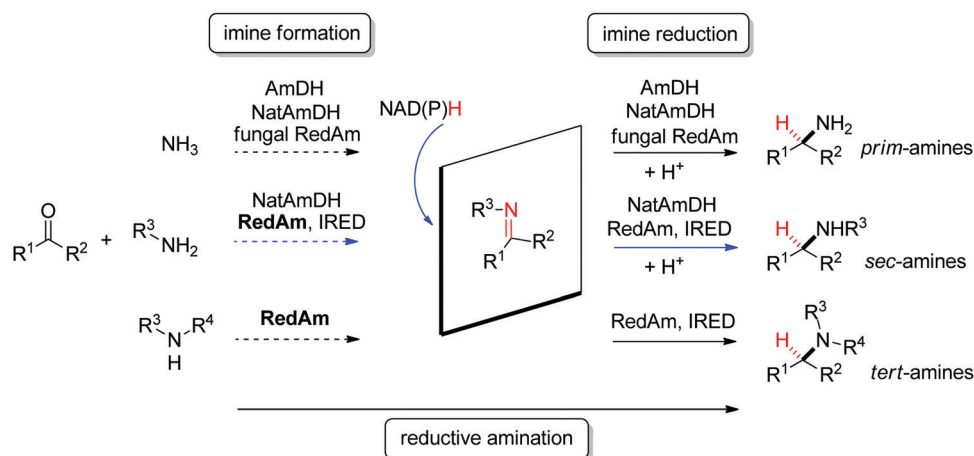 imine formation
imine reduction
AmDH
NatAmDH
fungal RedAm
NH₃
NAD(P)H
AmDH
NatAmDH
fungal RedAm
+ H⁺
H
NH₂
R¹
R²
prim-amines
O
R¹
R²
+
R³
NH₂
NatAmDH
RedAm, IRED
R³
N
R¹
R²
NatAmDH
RedAm, IRED
+ H⁺
H
NHR³
R¹
R²
sec-amines
R³
R⁴
N
H
RedAm
RedAm, IRED
R³
H
N
R⁴
R¹
R²
tert-amines
reductive amination